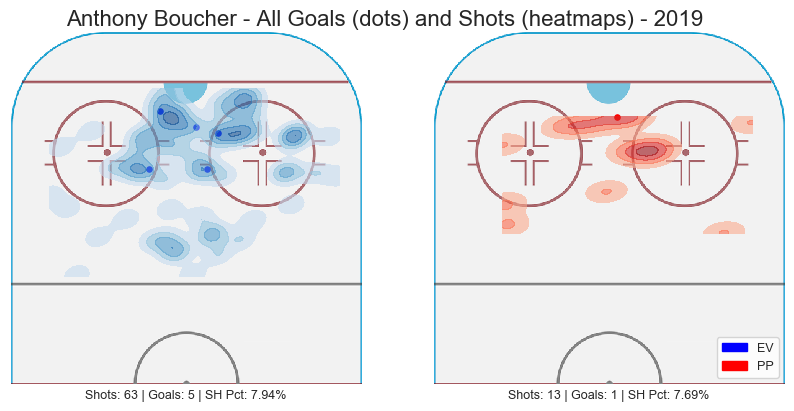 Anthony Boucher - All Goals (dots) and Shots (heatmaps) - 2019
EV
PP
Shots: 63 | Goals: 5 | SH Pct: 7.94%
Shots: 13 | Goals: 1 | SH Pct: 7.69%